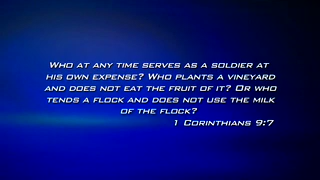 Who at any time serves as a soldier at
his own expense? Who plants a vineyard
and does not eat the fruit of it? Or who
tends a flock and does not use the milk
of the flock?
1 Corinthians 9:7